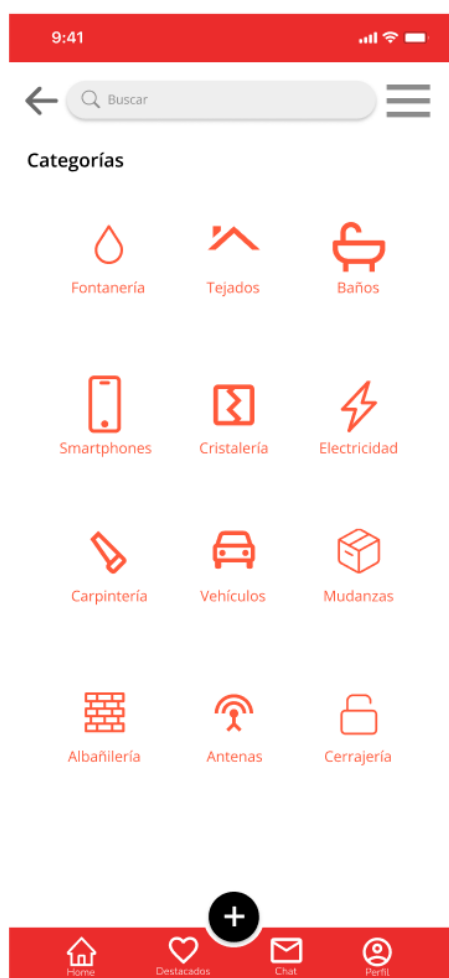 9:41
Buscar
Categorías
Fontanería Tejados Baños
Smartphones Cristalería Electricidad
Carpintería Vehículos Mudanzas
Albañilería Antenas Cerrajería
Home Destacados Chat Perfil